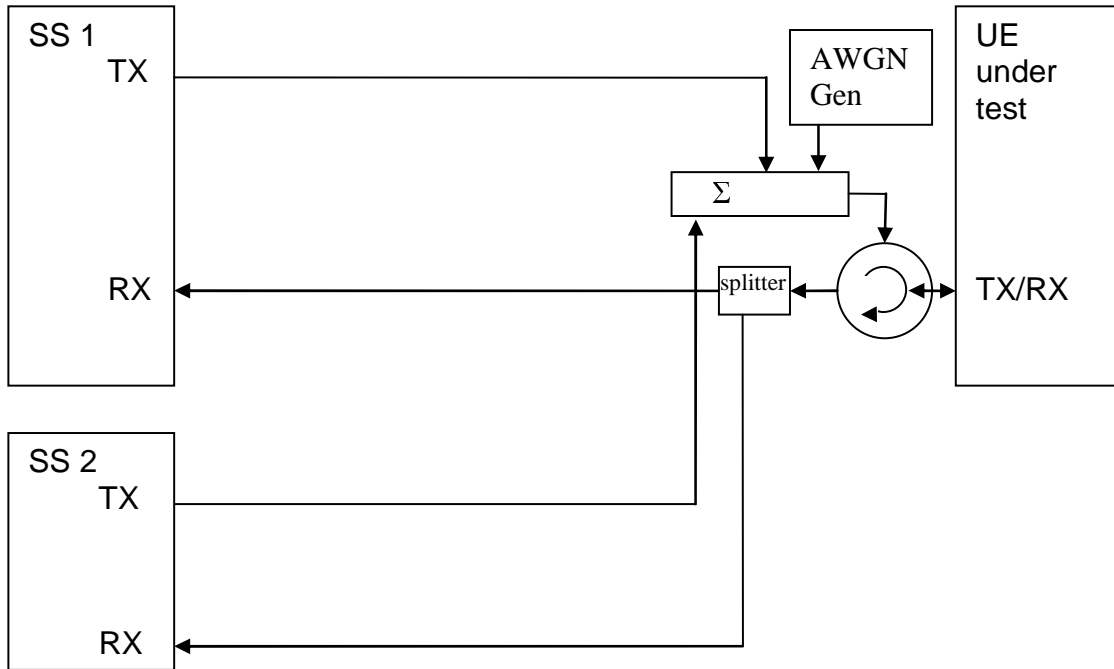 SS 1
TX
RX
AWGN
Gen
Σ
splitter
UE
under
test
TX/RX
SS 2
TX
RX